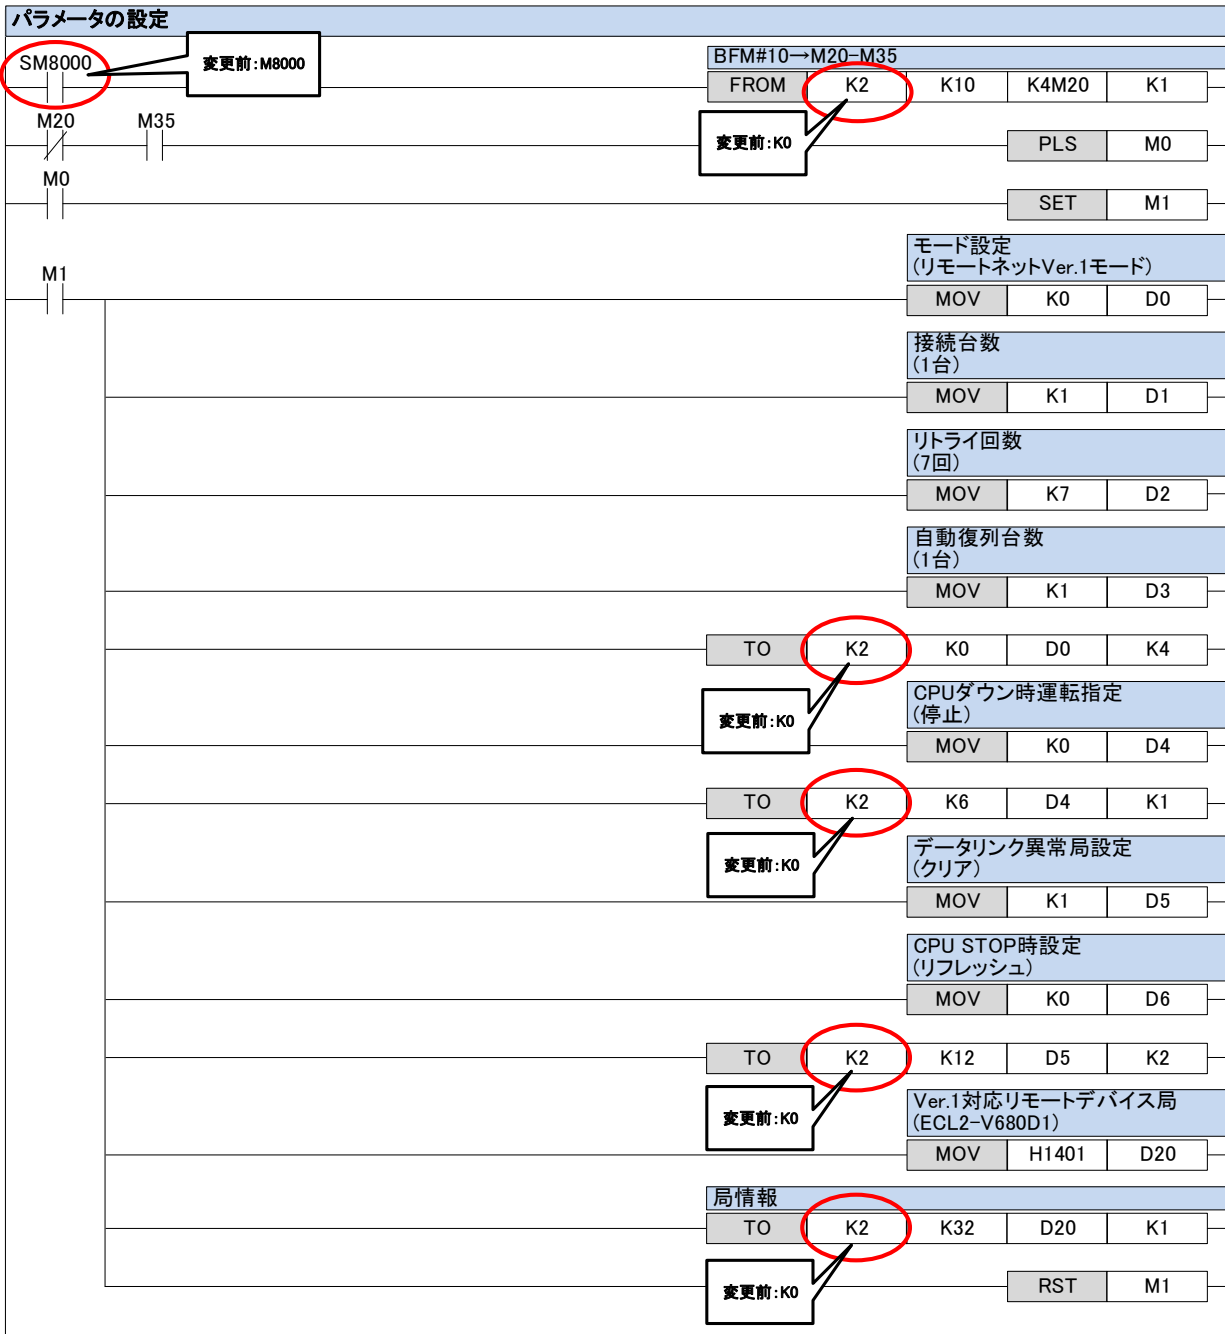 パラメータの設定
SM8000
変更前:M8000
BFM#10→M20-M35
FROM K2 K10 K4M20 K1
M20 M35
変更前:K0
PLS M0
M0
SET M1
モード設定
(リモートネットVer.1モード)
M1
MOV K0 D0
接続台数
(1台)
MOV K1 D1
リトライ回数
(7回)
MOV K7 D2
自動復列台数
(1台)
MOV K1 D3
TO K2 K0 D0 K4
変更前:K0
CPUダウン時運転指定
(停止)
MOV K0 D4
TO K2 K6 D4 K1
変更前:K0
データリンク異常局設定
(クリア)
MOV K1 D5
CPU STOP時設定
(リフレッシュ)
MOV K0 D6
TO K2 K12 D5 K2
変更前:K0
Ver.1対応リモートデバイス局
(ECL2-V680D1)
MOV H1401 D20
局情報
TO K2 K32 D20 K1
変更前:K0
RST M1